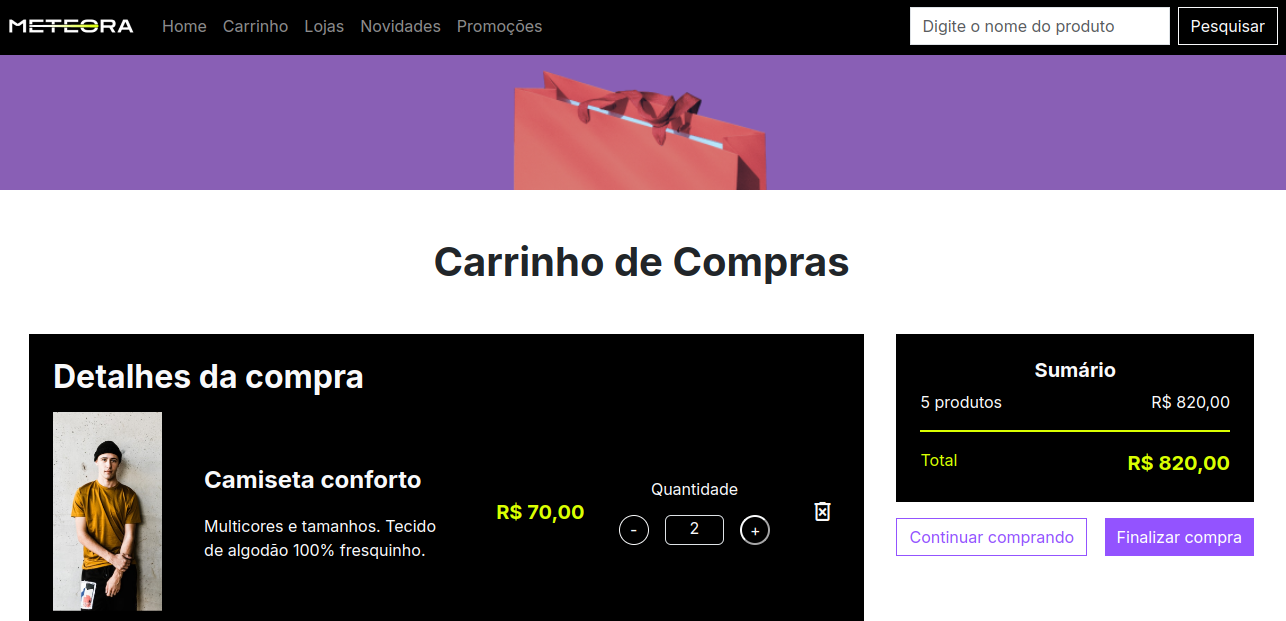 METEORA
Home Carrinho Lojas Novidades Promoções
Digite o nome do produto
Pesquisar
Carrinho de Compras
Detalhes da compra
Camiseta conforto
Multicores e tamanhos. Tecido
de algodão 100% fresquinho.
R$ 70,00
Quantidade
- 2 +
Sumário
5 produtos R$ 820,00
Total R$ 820,00
Continuar comprando
Finalizar compra